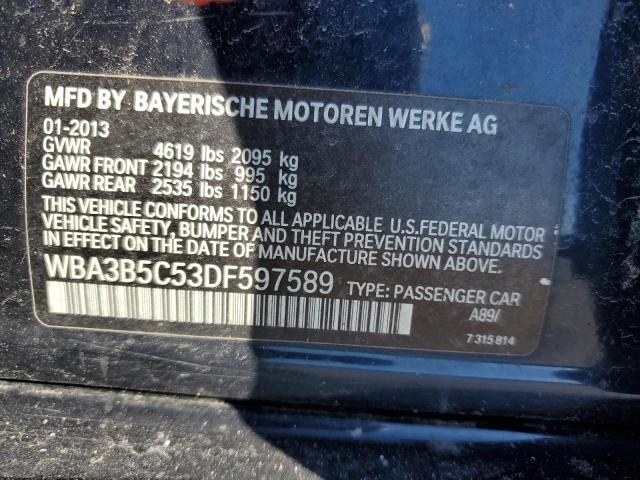 MFD BY BAYERISCHE MOTOREN WERKE AG
01-2013
GVWR 4619 lbs 2095 kg
GAWR FRONT 2194 lbs 995 kg
GAWR REAR 2535 lbs 1150 kg
THIS VEHICLE CONFORMS TO ALL APPLICABLE U.S.FEDERAL MOTOR
VEHICLE SAFETY, BUMPER AND THEFT PREVENTION STANDARDS
IN EFFECT ON THE DATE OF MANUFACTURE SHOWN ABOVE.
WBA3B5C53DF597589 TYPE: PASSENGER CAR
A89/
7 315 814